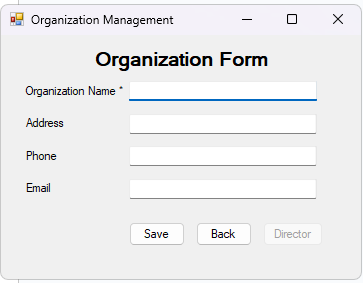 Organization Management
Organization Form
Organization Name *
Address
Phone
Email
Save Back Director